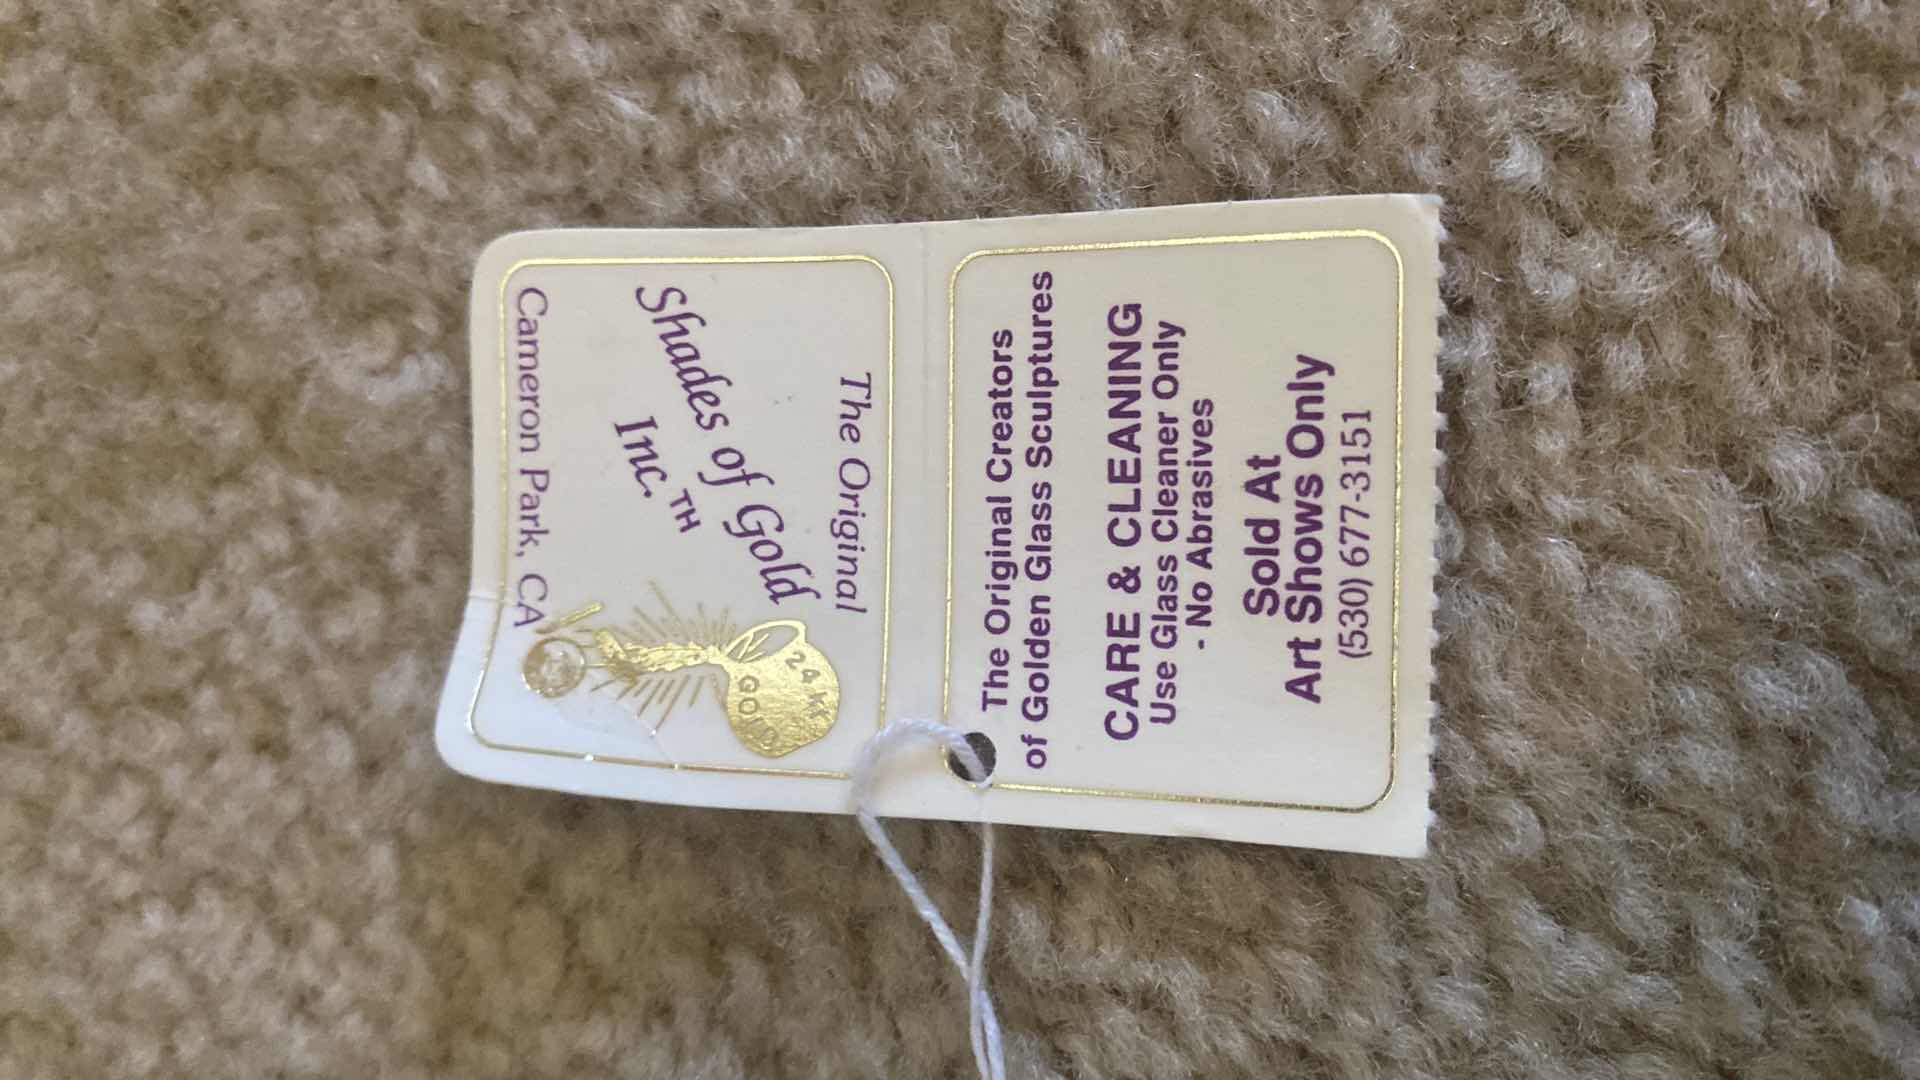 The Original
Shades of Gold
Inc.
TH
24 KT
GOLD
Cameron Park, CA
The Original Creators
of Golden Glass Sculptures
CARE & CLEANING
Use Glass Cleaner Only
- No Abrasives
Sold At
Art Shows Only
(530) 677-3151